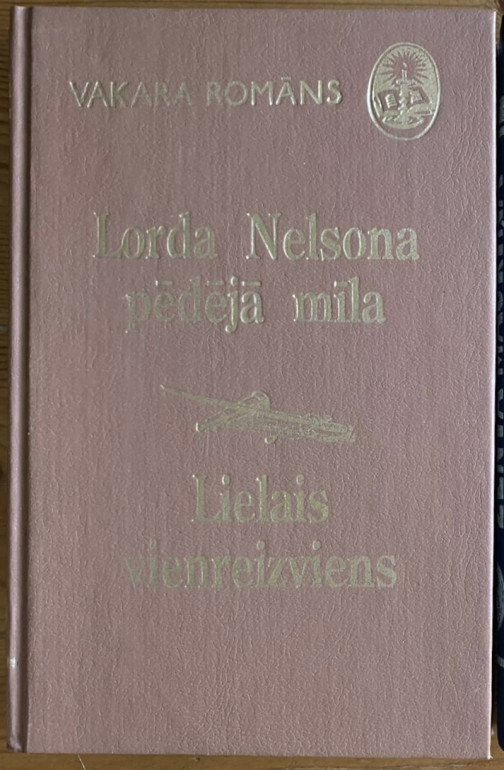 VAKARA ROMĀNS
Lorda Nelsona
pēdējā mīla
Lielais
vienreizviens